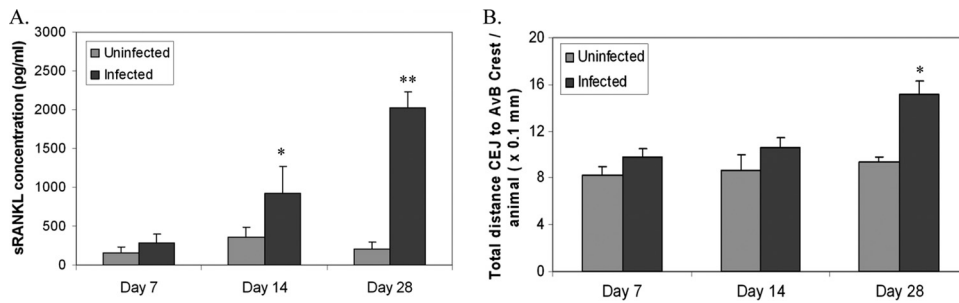 A.
sRANKL concentration (pg/ml)
3000
2500
2000
1500
1000
500
0
Uninfected
Infected
*
**
Day 7
Day 14
Day 28
B.
Total distance CEJ to AvB Crest /
animal ( x 0.1 mm)
20
16
12
8
4
0
Uninfected
Infected
*
Day 7
Day 14
Day 28